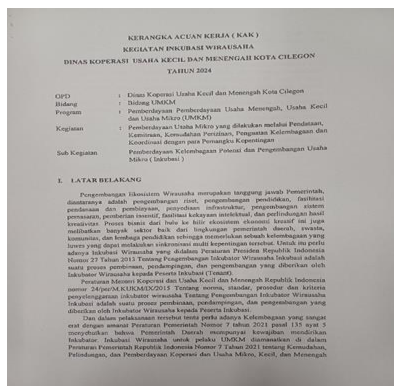 KERANGKA ACUAN KERJA ( KAK )
KEGIATAN INKUBASI WIRAUSAHA
DINAS KOPERASI USAHA KECIL DAN MENENGAH KOTA CILEGON
TAHUN 2024
OPD : Dinas Koperasi Usaha Kecil dan Menengah Kota Cilegon
Bidang : Bidang UMKM
Program : Pemberdayaan Usaha Menengah, Usaha Kecil
dan Usaha Mikro (UMKM)
Kegiatan : Pemberdayaan Usaha Mikro yang dilakukan melalui Pendataan,
Kemitraan, Kemudahan Perizinan, Penguatan Kelembagaan dan
Koordinasi dengan para Pemangku Kepentingan
Sub Kegiatan : Pemberdayaan Kelembagaan Potensi dan Pengembangan Usaha
Mikro ( Inkubasi )
I. LATAR BELAKANG
Pengembangan Ekosistem Wirausaha merupakan tanggung jawab Pemerintah,
diantaranya adalah pengembangan riset, pengembangan pendidikan, fasilitasi
pendanaan dan pembiayaan, penyediaan infrastruktur, pengembangan sistem
pemasaran, pemberian insentif, fasilitasi kekayaan intelektual, dan perlindungan hasil
kreativitas. Proses bisnis dari hulu ke hilir ekosistem ekonomi kreatif ini juga
melibatkan banyak sektor baik dari lingkungan pemerintah daerah, swasta,
komunitas, dan lembaga pendidikan sehingga memerlukan sebuah kelembagaan yang
luwes yang dapat melakukan sinkronisasi multi kepentingan tersebut. Untuk itu perlu
adanya Inkubasi Wirausaha yang didalam Peraturan Presiden Republik Indonesia
Nomor 27 Tahun 2013 Tentang Pengembangan Inkubator Wirausaha Inkubasi adalah
suatu proses pembinaan, pendampingan, dan pengembangan yang diberikan oleh
Inkubator Wirausaha kepada Peserta Inkubasi (Tenant).
Peraturan Menteri Koperasi dan Usaha Kecil dan Menengah Republik Indonesia
nomor 24/per/M.KUKM/IX/2015 Tentang norma, standar, prosedur dan kriteria
penyelenggaraan inkubator wirausaha Tentang Pengembangan Inkubator Wirausaha
Inkubasi adalah suatu proses pembinaan, pendampingan, dan pengembangan yang
diberikan oleh Inkubator Wirausaha kepada Peserta Inkubasi.
Dan dalam pelaksanaan tersebut tentu perlu adanya Kelembagaan yang sangat
erat dengan amanat Peraturan Pemerintah Nomor 7 tahun 2021 pasal 135 ayat 5
menyebutkan bahwa Pemerintah Daerah mempunyai kewajiban mendirikan
Inkubator. Inkubasi Wirausaha untuk pelaku UMKM diamanatkan di dalam
Peraturan Pemerintah Republik Indonesia Nomor 7 Tahun 2021 tentang Kemudahan,
Pelindungan, dan Pemberdayaan Koperasi dan Usaha Mikro, Kecil, dan Menengah